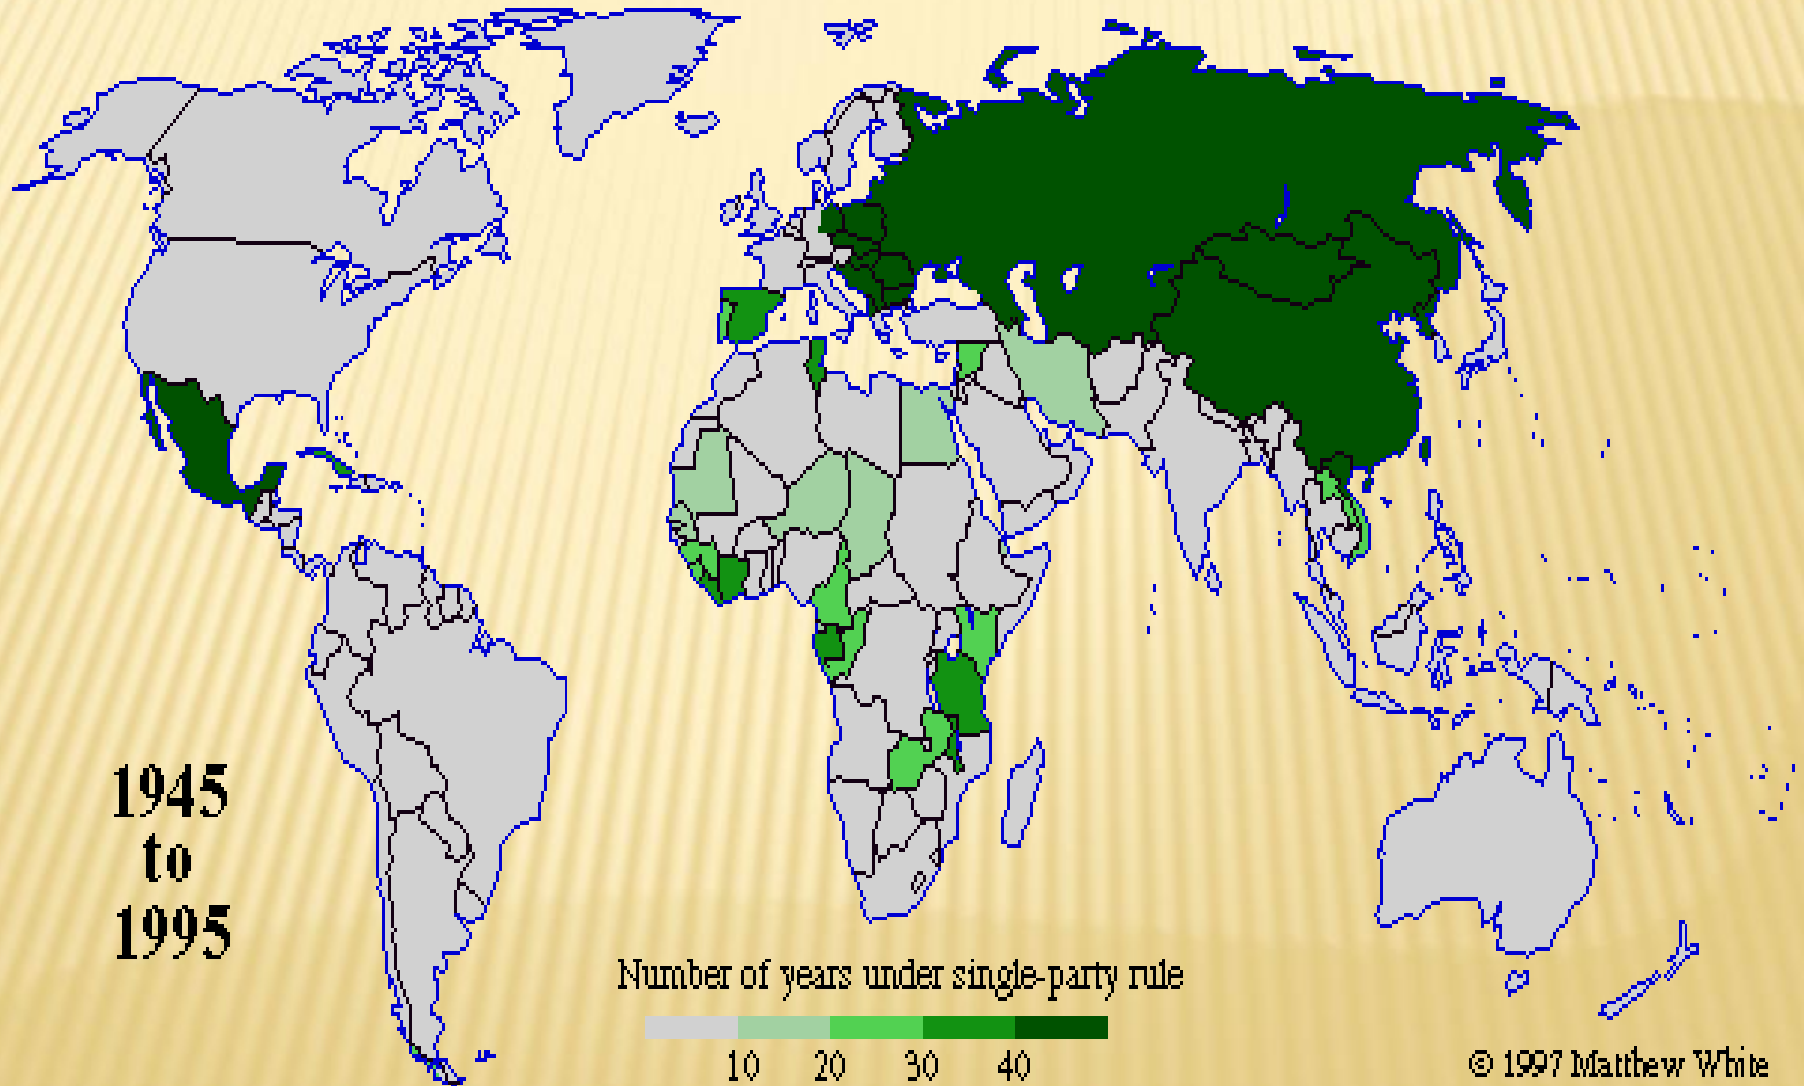 1945
to
1995
Number of years under single-party rule
10 20 30 40
© 1997 Matthew White